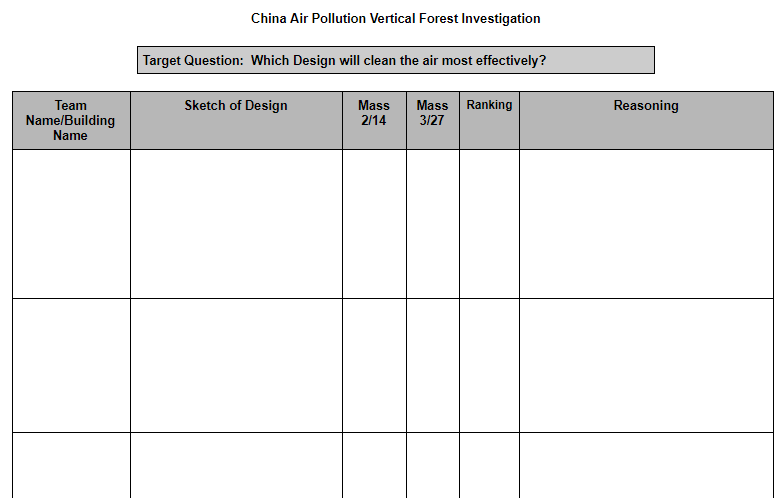 China Air Pollution Vertical Forest Investigation
Target Question:  Which Design will clean the air most effectively?
Team Name/Building Name
Sketch of Design
Mass 2/14
Mass 3/27
Ranking
Reasoning